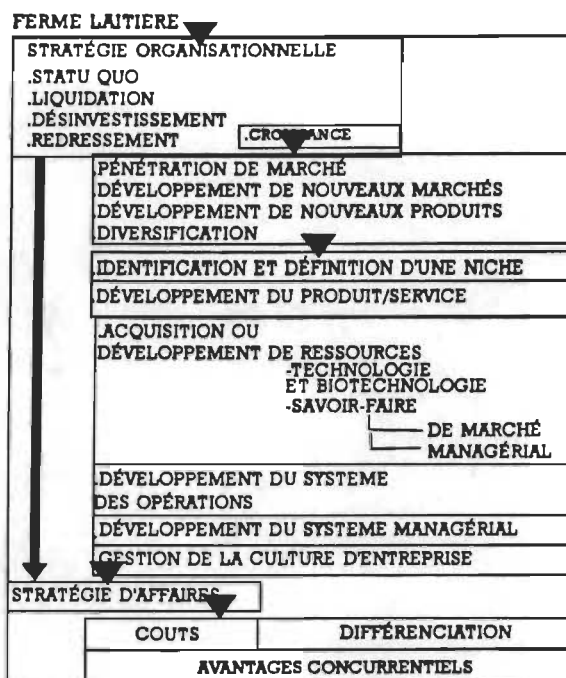 FERME LAITIERE
STRATÉGIE ORGANISATIONNELLE
.STATU QUO
.LIQUIDATION
.DÉSINVESTISSEMENT
.REDRESSEMENT .CROISSANCE
.PÉNÉTRATION DE MARCHÉ
.DÉVELOPPEMENT DE NOUVEAUX MARCHÉS
.DÉVELOPPEMENT DE NOUVEAUX PRODUITS
.DIVERSIFICATION
.IDENTIFICATION ET DÉFINITION D'UNE NICHE
.DÉVELOPPEMENT DU PRODUIT/SERVICE
.ACQUISITION OU
DÉVELOPPEMENT DE RESSOURCES
-TECHNOLOGIE
ET BIOTECHNOLOGIE
-SAVOIR-FAIRE
DE MARCHÉ
MANAGÉRIAL
.DÉVELOPPEMENT DU SYSTEME
DES OPÉRATIONS
.DÉVELOPPEMENT DU SYSTEME MANAGÉRIAL
.GESTION DE LA CULTURE D'ENTREPRISE
STRATÉGIE D'AFFAIRES
COUTS DIFFÉRENCIATION
AVANTAGES CONCURRENTIELS